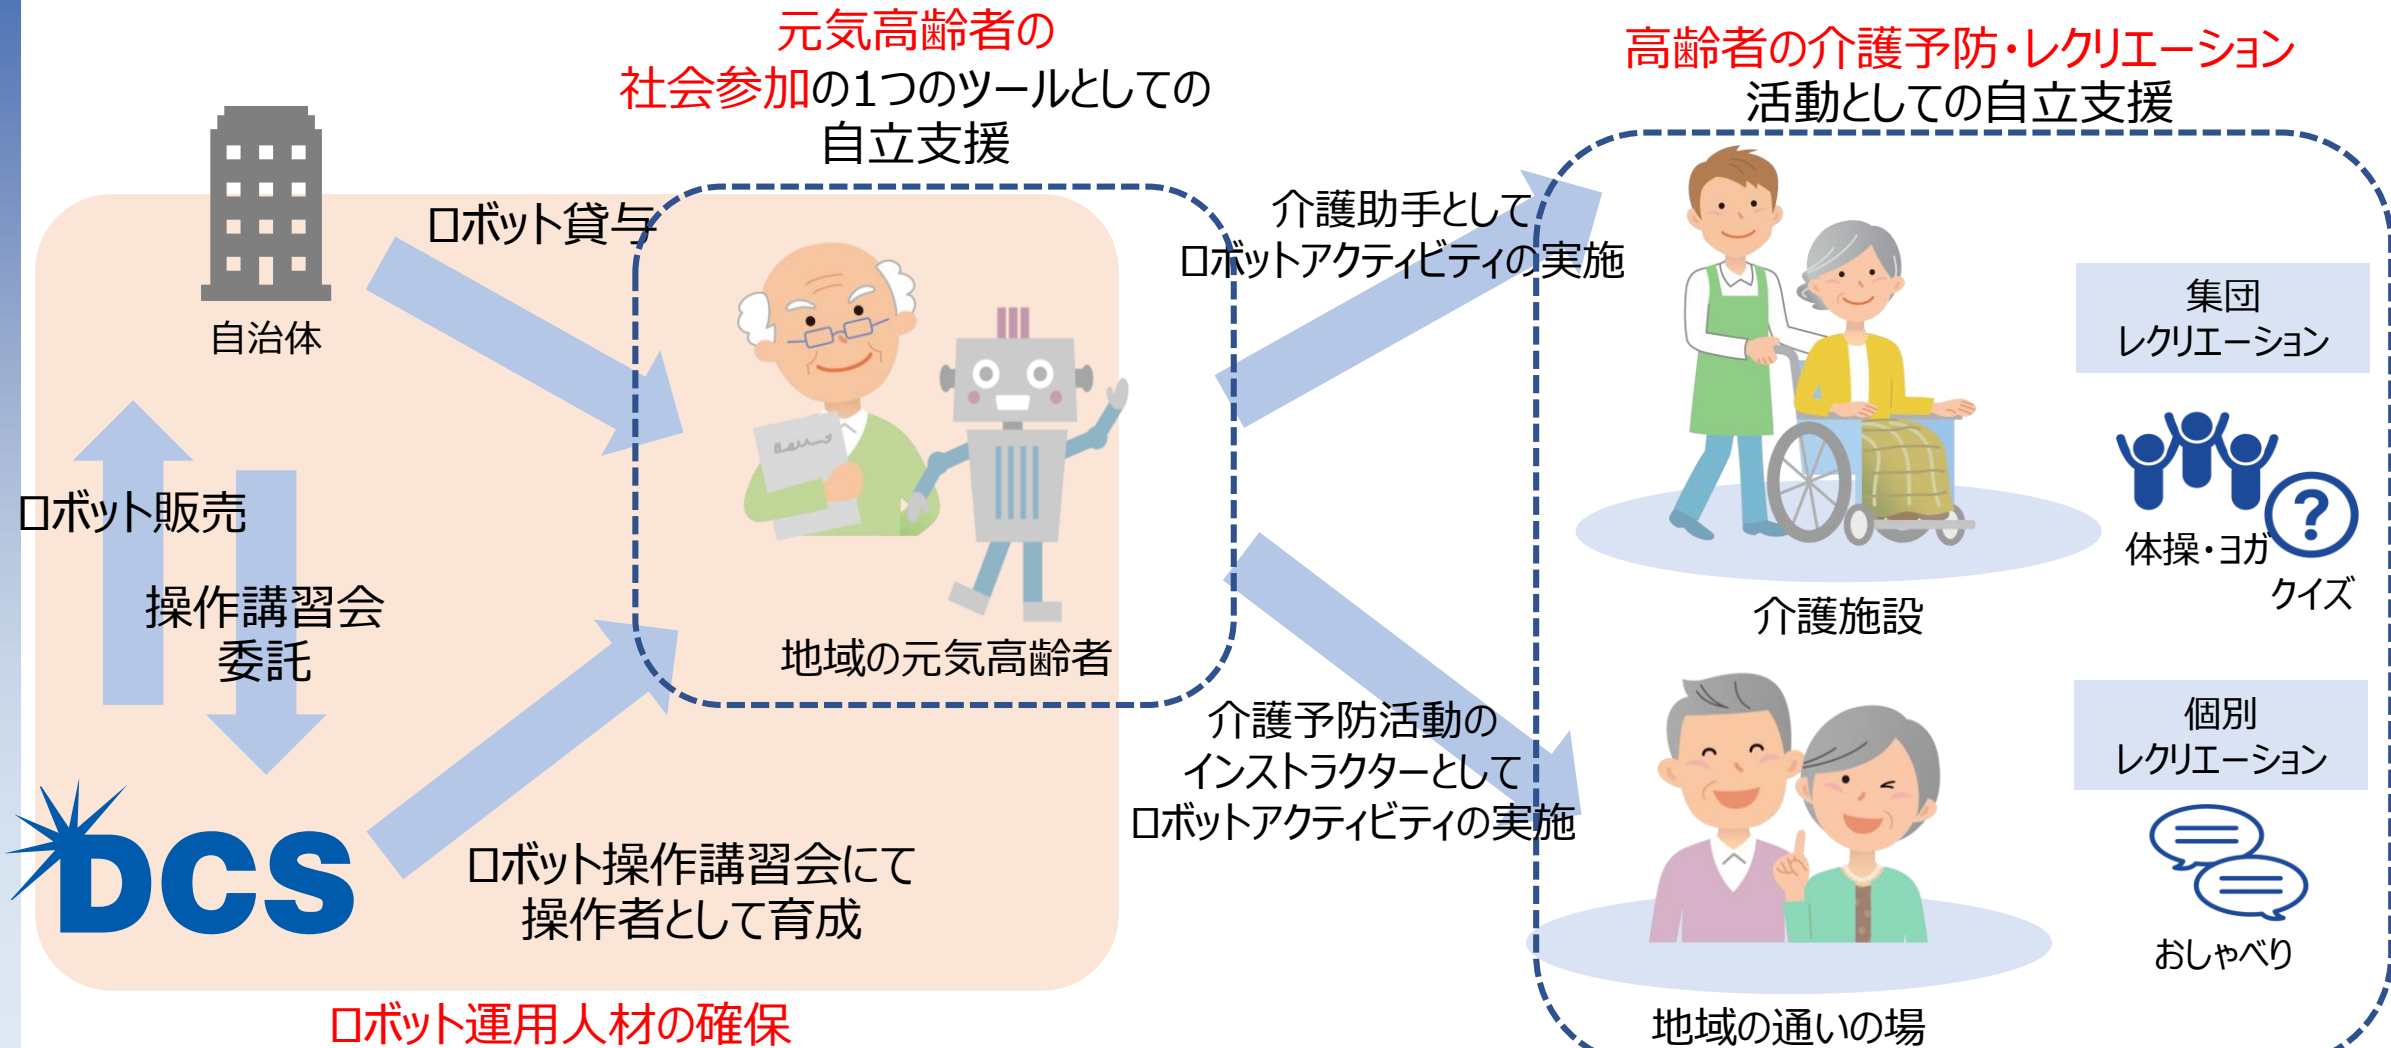 元気高齢者の
社会参加の1つのツールとしての
自立支援
高齢者の介護予防・レクリエーション
活動としての自立支援
自治体
ロボット貸与
ロボット販売
操作講習会
委託
DCS
ロボット操作講習会にて
操作者として育成
ロボット運用人材の確保
地域の元気高齢者
介護助手として
ロボットアクティビティの実施
介護予防活動の
インストラクターとして
ロボットアクティビティの実施
介護施設
集団
レクリエーション
体操・ヨガ
?
クイズ
地域の通いの場
個別
レクリエーション
おしゃべり